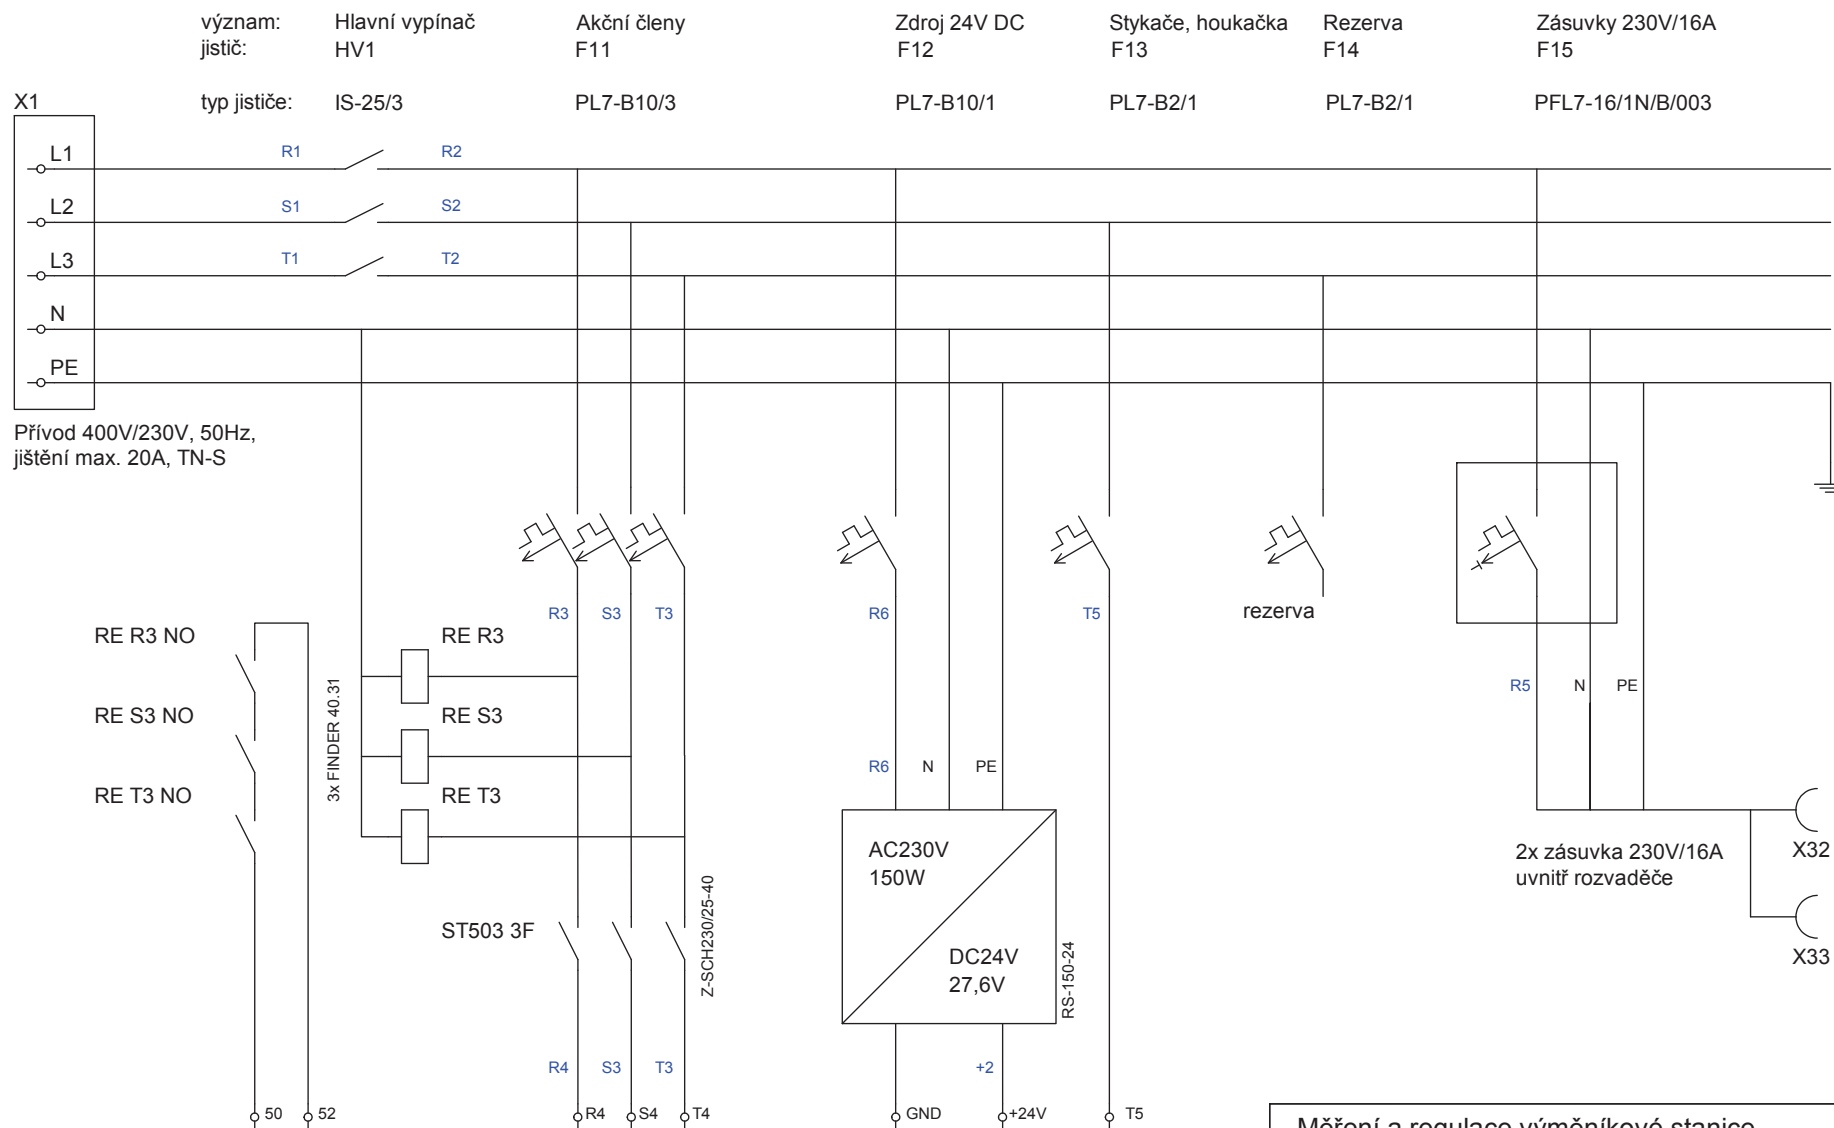 význam: Hlavní vypínač Akční členy Zdroj 24V DC Stykače, houkačka Rezerva Zásuvky 230V/16A
jistič: HV1 F11 F12 F13 F14 F15
X1 typ jističe: IS-25/3 PL7-B10/3 PL7-B10/1 PL7-B2/1 PL7-B2/1 PFL7-16/1N/B/003
L1 R1 R2
L2 S1 S2
L3 T1 T2
N
PE
Přívod 400V/230V, 50Hz,
jištění max. 20A, TN-S
R3 S3 T3 R6 T5 rezerva
RE R3 NO RE R3
R5 N PE
RE S3 NO RE S3
3x FINDER 40.31
R6 N PE
RE T3 NO RE T3
AC230V
150W
2x zásuvka 230V/16A X32
uvnitř rozvaděče
ST503 3F
Z-SCH230/25-40
DC24V
27,6V
RS-150-24
X33
R4 S3 T3 +2
50 52 R4 S4 T4 GND +24V T5
Měření a regulace výměníkové stanice